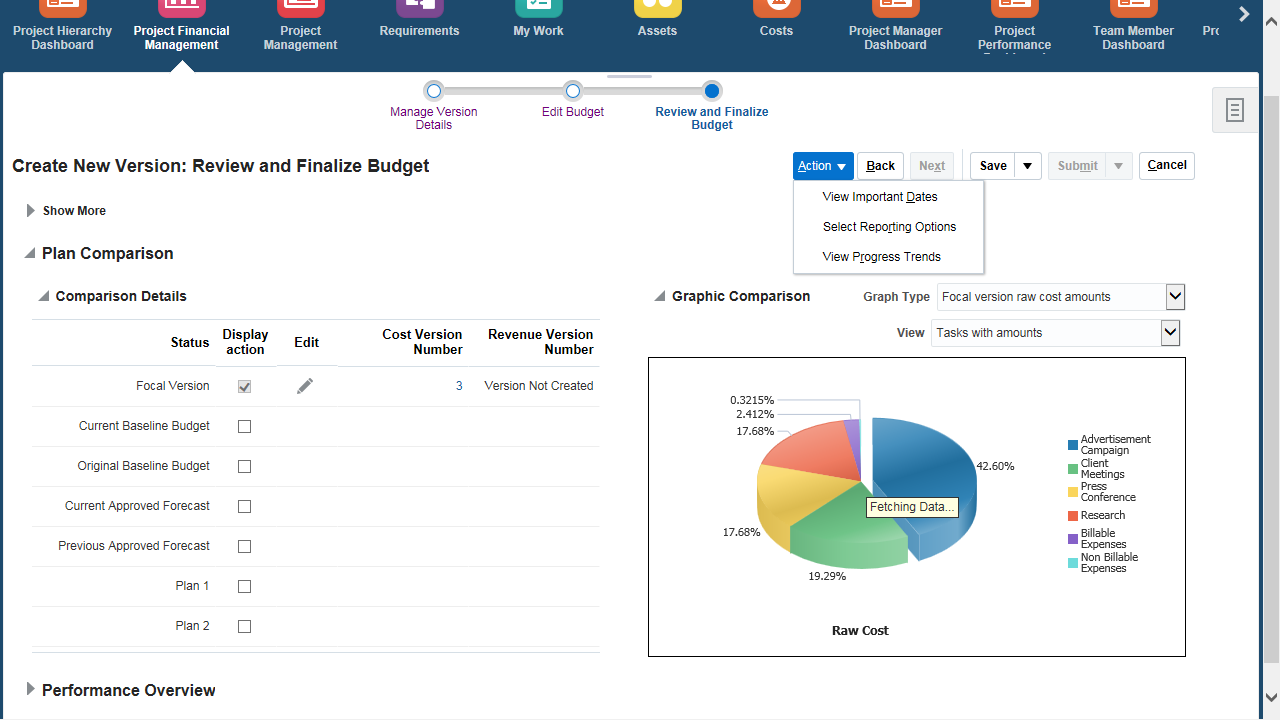 Project Hierarchy
Dashboard
Project Financial
Management
Project
Management
Requirements
My Work
Assets
Costs
Project Manager
Dashboard
Project
Performance
Team Member
Dashboard
Manage Version
Details
Edit Budget
Review and Finalize
Budget
Create New Version: Review and Finalize Budget
Action
Back
Next
Save
Submit
Cancel
View Important Dates
Select Reporting Options
View Progress Trends
Show More
Plan Comparison
Comparison Details
Status
Display
action
Edit
Cost Version
Number
Revenue Version
Number
Focal Version
3
Version Not Created
Current Baseline Budget
Original Baseline Budget
Current Approved Forecast
Previous Approved Forecast
Plan 1
Plan 2
Graphic Comparison
Graph Type
Focal version raw cost amounts
View
Tasks with amounts
0.3215%
2.412%
17.68%
42.60%
Fetching Data...
17.68%
19.29%
Raw Cost
Advertisement
Campaign
Client
Meetings
Press
Conference
Research
Billable
Expenses
Non Billable
Expenses
Performance Overview